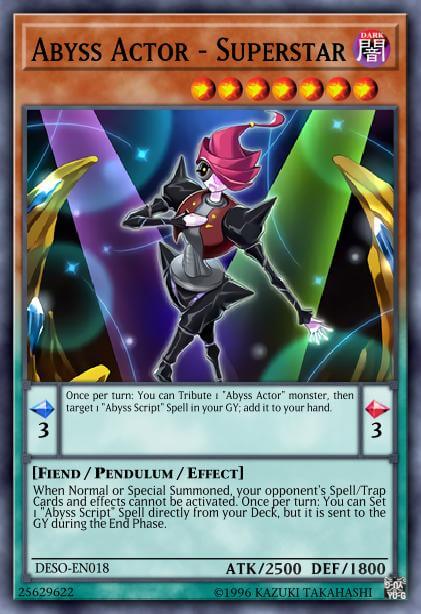 Abyss Actor - Superstar
DARK
闇
Once per turn: You can Tribute 1 "Abyss Actor" monster, then
target 1 "Abyss Script" Spell in your GY; add it to your hand.
3
3
[Fiend / Pendulum / Effect]
When Normal or Special Summoned, your opponent's Spell/Trap
Cards and effects cannot be activated. Once per turn: You can Set
1 "Abyss Script" Spell directly from your Deck, but it is sent to the
GY during the End Phase.
DESO-EN018
ATK/2500 DEF/1800
25629622
©1996 KAZUKI TAKAHASHI